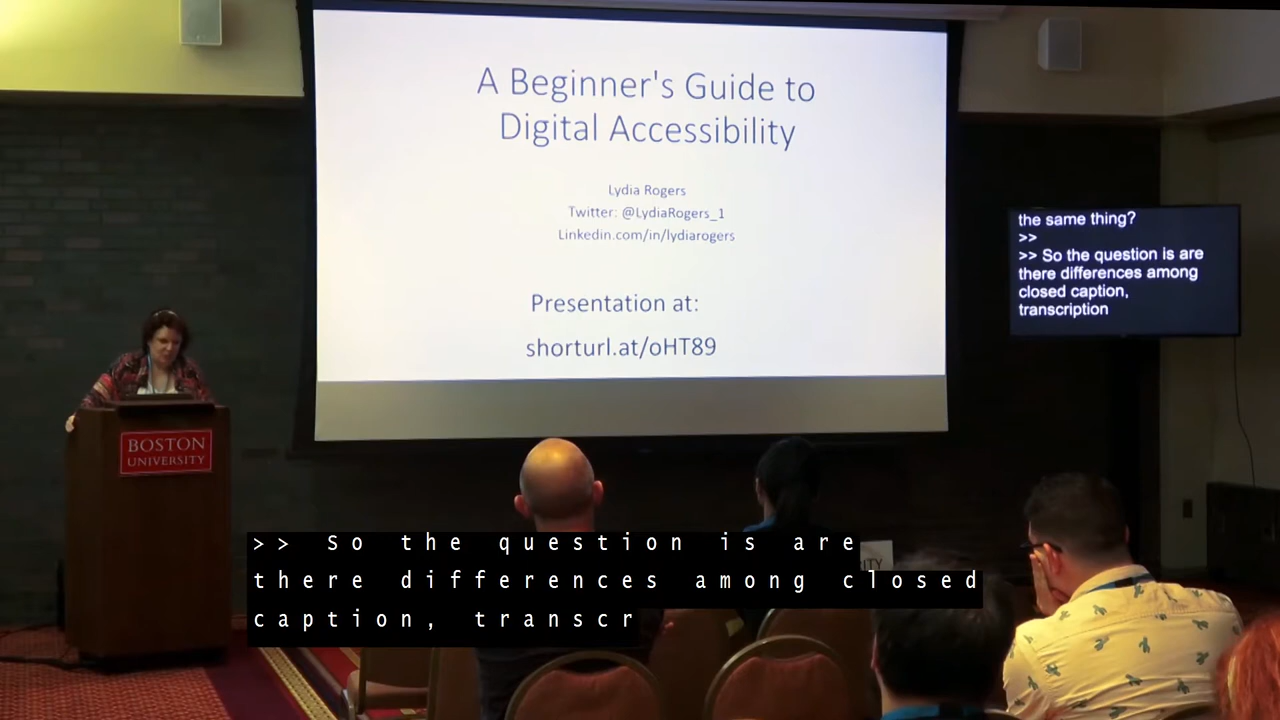 A Beginner's Guide to
Digital Accessibility
Lydia Rogers
Twitter: @LydiaRogers_1
Linkedin.com/in/lydiarogers
Presentation at:
shorturl.at/oHT89
the same thing?
>>
>> So the question is are
there differences among
closed caption,
transcription
BOSTON
UNIVERSITY
>> So the question is are
there differences among closed
caption, transcr